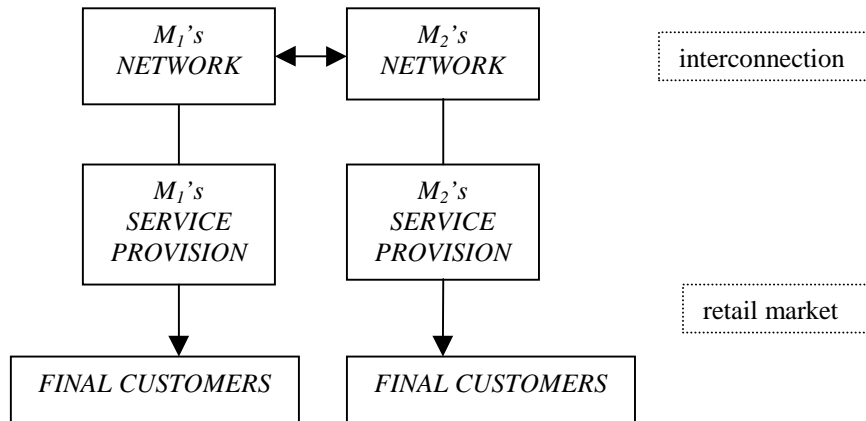 M₁'s
NETWORK
M₂'s
NETWORK
interconnection
M₁'s
SERVICE
PROVISION
M₂'s
SERVICE
PROVISION
retail market
FINAL CUSTOMERS
FINAL CUSTOMERS